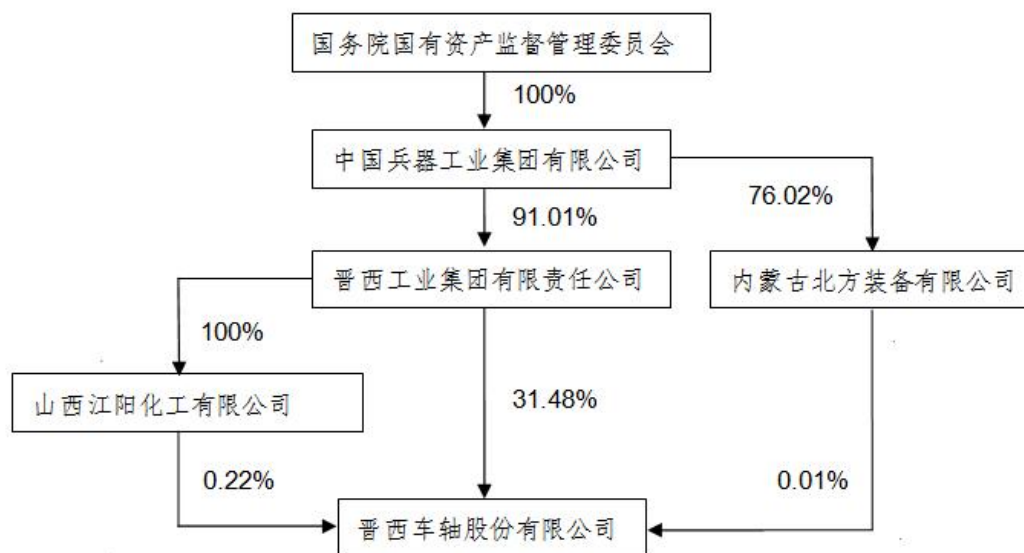 国务院国有资产监督管理委员会
100%
中国兵器工业集团有限公司
91.01%
76.02%
晋西工业集团有限责任公司
内蒙古北方装备有限公司
100%
山西江阳化工有限公司
31.48%
0.22%
0.01%
晋西车轴股份有限公司